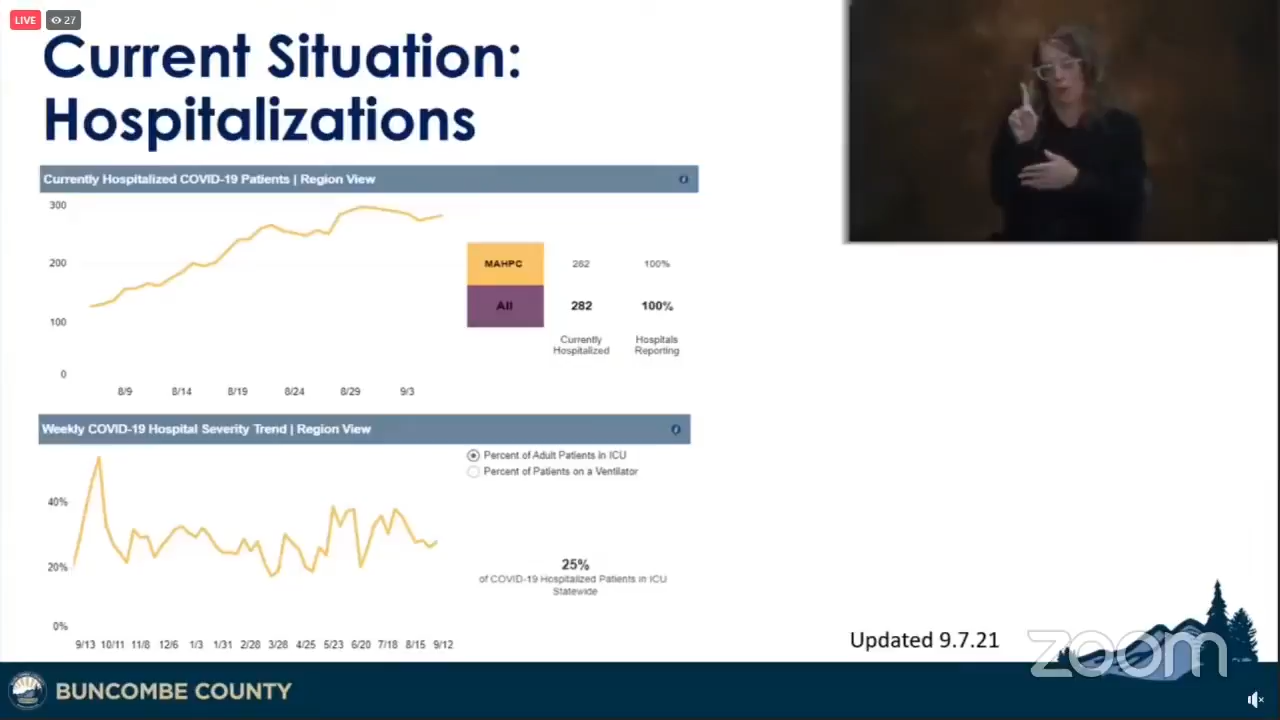 LIVE
27
Current Situation:
Hospitalizations
Currently Hospitalized COVID-19 Patients | Region View
300
200
100
0
8/9 8/14 8/19 8/24 8/29 9/3
MAHPC 282 100%
All 282 100%
Currently Hospitalized
Hospitals Reporting
Weekly COVID-19 Hospital Severity Trend | Region View
40%
20%
0%
9/13 10/11 11/8 12/6 1/3 1/31 2/28 3/28 4/25 5/23 6/20 7/18 8/15 9/12
Percent of Adult Patients in ICU
Percent of Patients on a Ventilator
25%
of COVID-19 Hospitalized Patients in ICU
Statewide
Updated 9.7.21
zoom
BUNCOMBE COUNTY